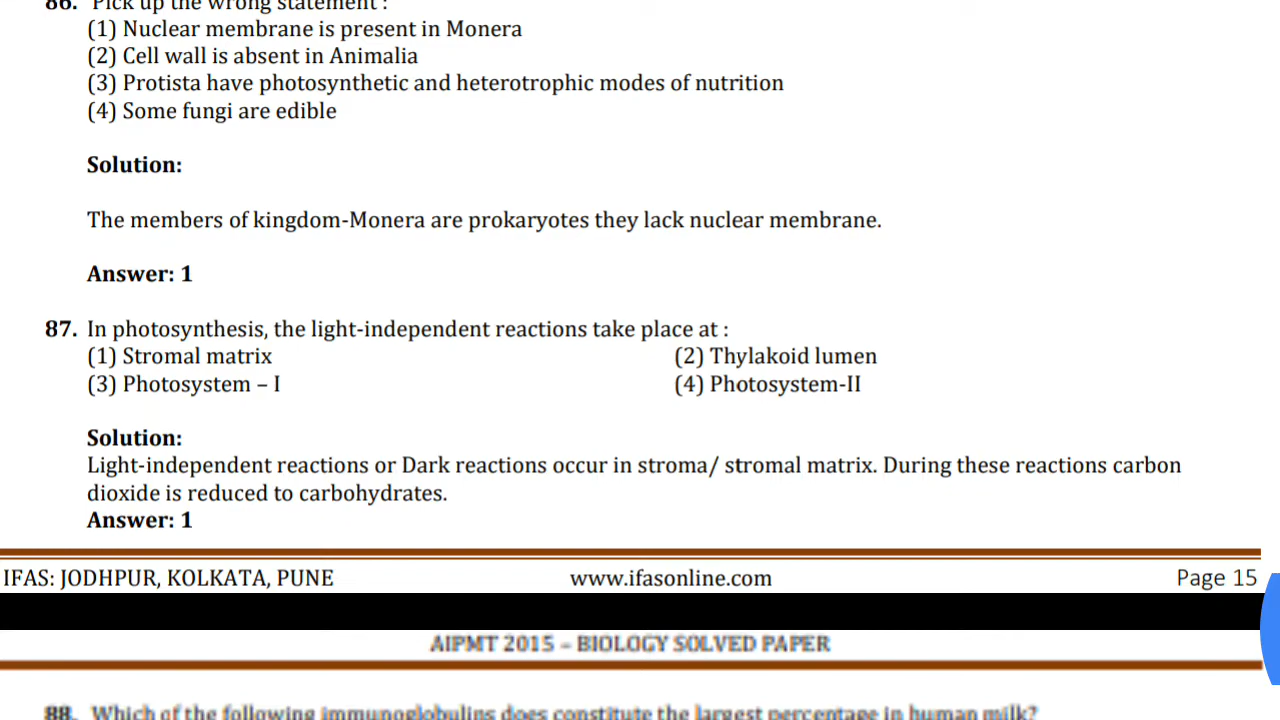 86. Pick up the wrong statement :
(1) Nuclear membrane is present in Monera
(2) Cell wall is absent in Animalia
(3) Protista have photosynthetic and heterotrophic modes of nutrition
(4) Some fungi are edible
Solution:
The members of kingdom-Monera are prokaryotes they lack nuclear membrane.
Answer: 1
87. In photosynthesis, the light-independent reactions take place at :
(1) Stromal matrix (2) Thylakoid lumen
(3) Photosystem – I (4) Photosystem-II
Solution:
Light-independent reactions or Dark reactions occur in stroma/ stromal matrix. During these reactions carbon
dioxide is reduced to carbohydrates.
Answer: 1
IFAS: JODHPUR, KOLKATA, PUNE www.ifasonline.com Page 15
AIPMT 2015 – BIOLOGY SOLVED PAPER
88. Which of the following immunoglobulins does constitute the largest percentage in human milk?